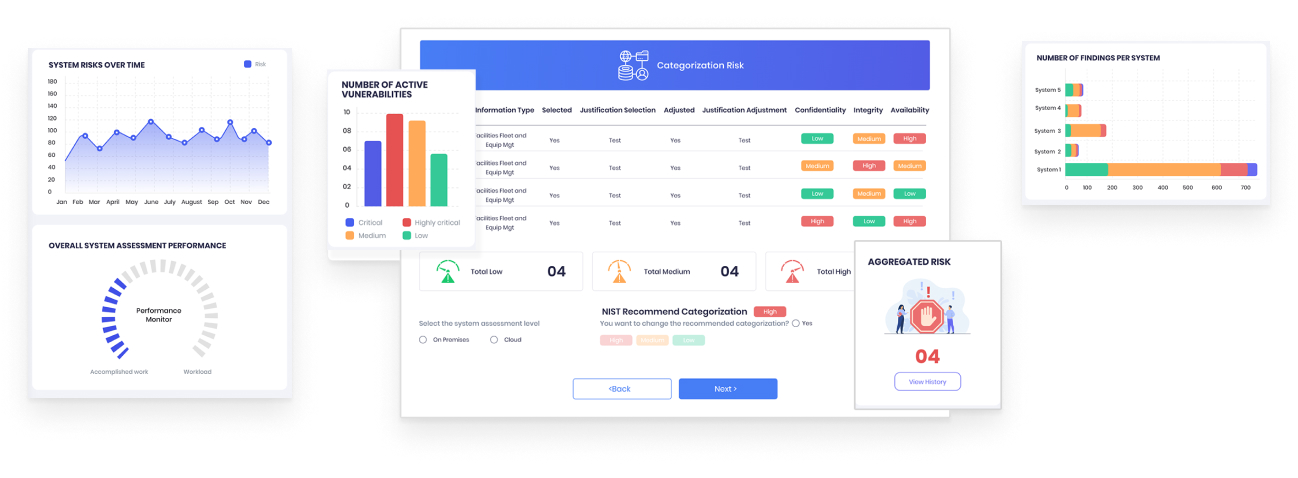 SYSTEM RISKS OVER TIME
Risk
180
160
140
120
100
80
60
40
20
0
Jan Feb Mar April May June July August Sep Oct Nov Dec
OVERALL SYSTEM ASSESSMENT PERFORMANCE
Performance
Monitor
Accomplished work Workload
NUMBER OF ACTIVE
VUNERABILITIES
10
08
06
04
02
0
Critical Highly critical
Medium Low
Categorization Risk
Information Type Selected Justification Selection Adjusted Justification Adjustment Confidentiality Integrity Availability
acilities Fleet and
Equip Mgt Yes Test Yes Test Low Medium High
acilities Fleet and
Equip Mgt Yes Test Yes Test Medium High Medium
acilities Fleet and
Equip Mgt Yes Test Yes Test Low Medium Low
acilities Fleet and
Equip Mgt Yes Test Yes Test High Low High
Total Low 04
Total Medium 04
Total High
NIST Recommend Categorization High
Select the system assessment level
You want to change the recommended categorization? Yes
On Premises Cloud
High Medium Low
<Back
Next >
AGGREGATED RISK
04
View History
NUMBER OF FINDINGS PER SYSTEM
System 5
System 4
System 3
System 2
System 1
0 100 200 300 400 500 600 700